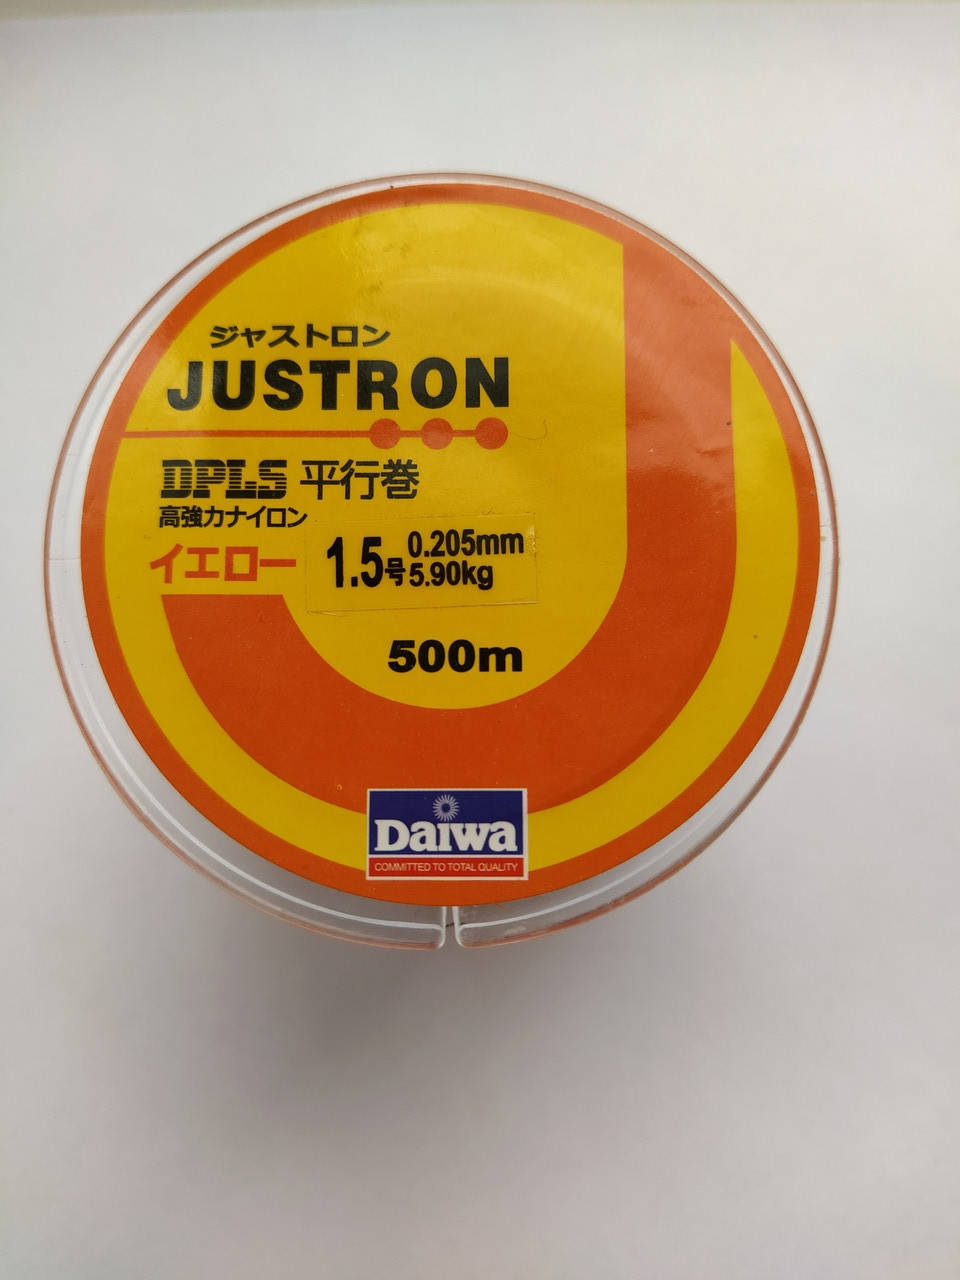 ジャストロン
JUSTRON
DPLS 平行巻
高強力ナイロン
イエロー
1.5号 0.205mm
5.90kg
500m
Daiwa
COMMITTED TO TOTAL QUALITY